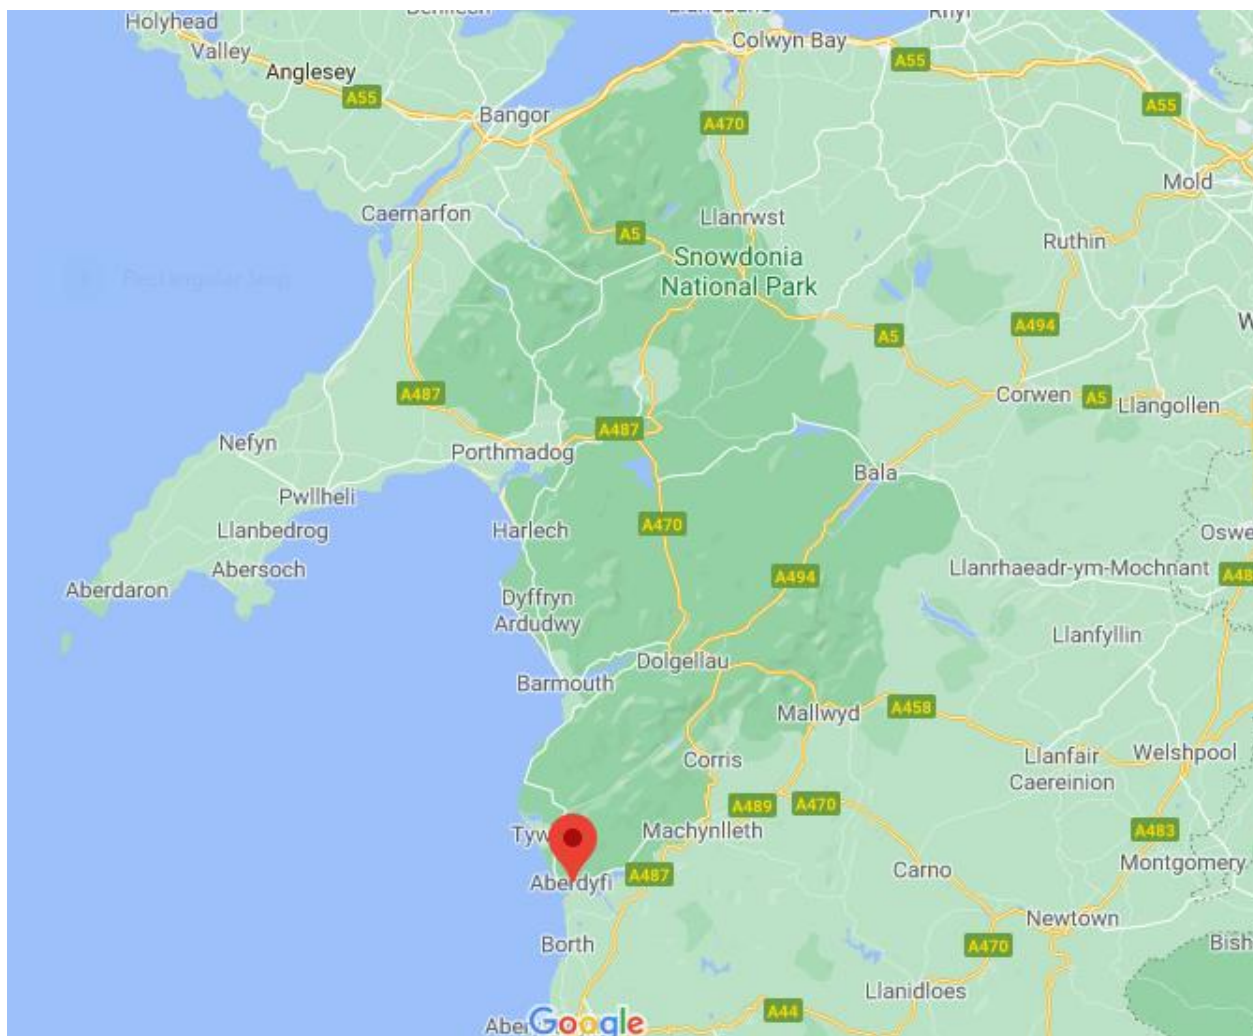 Holyhead
Valley
Anglesey
A55
Bangor
Colwyn Bay
A55
A55
A470
Mold
Caernarfon
Llanrwst
A5
Ruthin
Snowdonia
National Park
A494
A5
A487
Corwen
A5
Llangollen
Nefyn
A487
Porthmadog
Bala
Pwllheli
Llanbedrog
Harlech
A470
Abersoch
Aberdaron
A494
Llanrhaeadr-ym-Mochnant
Dyffryn
Ardudwy
Llanfyllin
Dolgellau
Barmouth
Mallwyd
A458
Corris
Llanfair
Caereinion
Welshpool
A489
A470
Machynlleth
A483
Aberdyfi
A487
Carno
Montgomery
Newtown
Borth
A470
Llanidloes
A44
Google